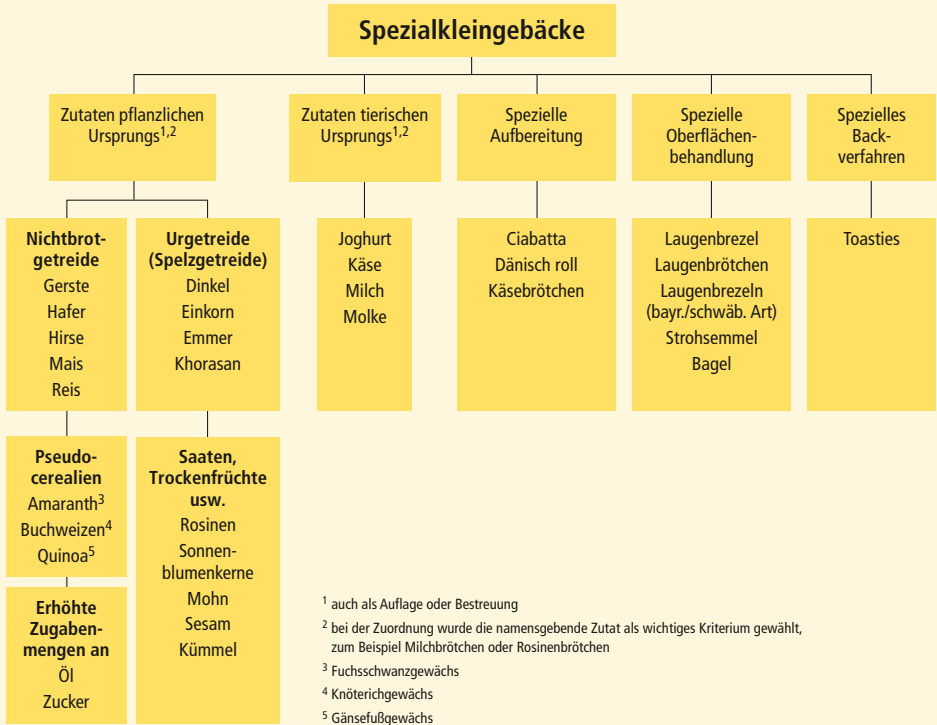 Spezialkleingebäcke
Zutaten pflanzlichen
Ursprungs1,2
Zutaten tierischen
Ursprungs1,2
Spezielle
Aufbereitung
Spezielle
Oberflächen-
behandlung
Spezielles
Back-
verfahren
Nichtbrot-
getreide
Gerste
Hafer
Hirse
Mais
Reis
Urgetreide
(Spelzgetreide)
Dinkel
Einkorn
Emmer
Khorasan
Joghurt
Käse
Milch
Molke
Ciabatta
Dänisch roll
Käsebrötchen
Laugenbrezel
Laugenbrötchen
Laugenbrezeln
(bayr./schwäb. Art)
Strohsemmel
Bagel
Toasties
Pseudo-
cerealien
Amaranth3
Buchweizen4
Quinoa5
Saaten,
Trockenfrüchte
usw.
Rosinen
Sonnen-
blumenkerne
Mohn
Sesam
Kümmel
Erhöhte
Zugaben-
mengen an
Öl
Zucker
1 auch als Auflage oder Bestreuung
2 bei der Zuordnung wurde die namensgebende Zutat als wichtiges Kriterium gewählt,
zum Beispiel Milchbrötchen oder Rosinenbrötchen
3 Fuchsschwanzgewächs
4 Knöterichgewächs
5 Gänsefußgewächs